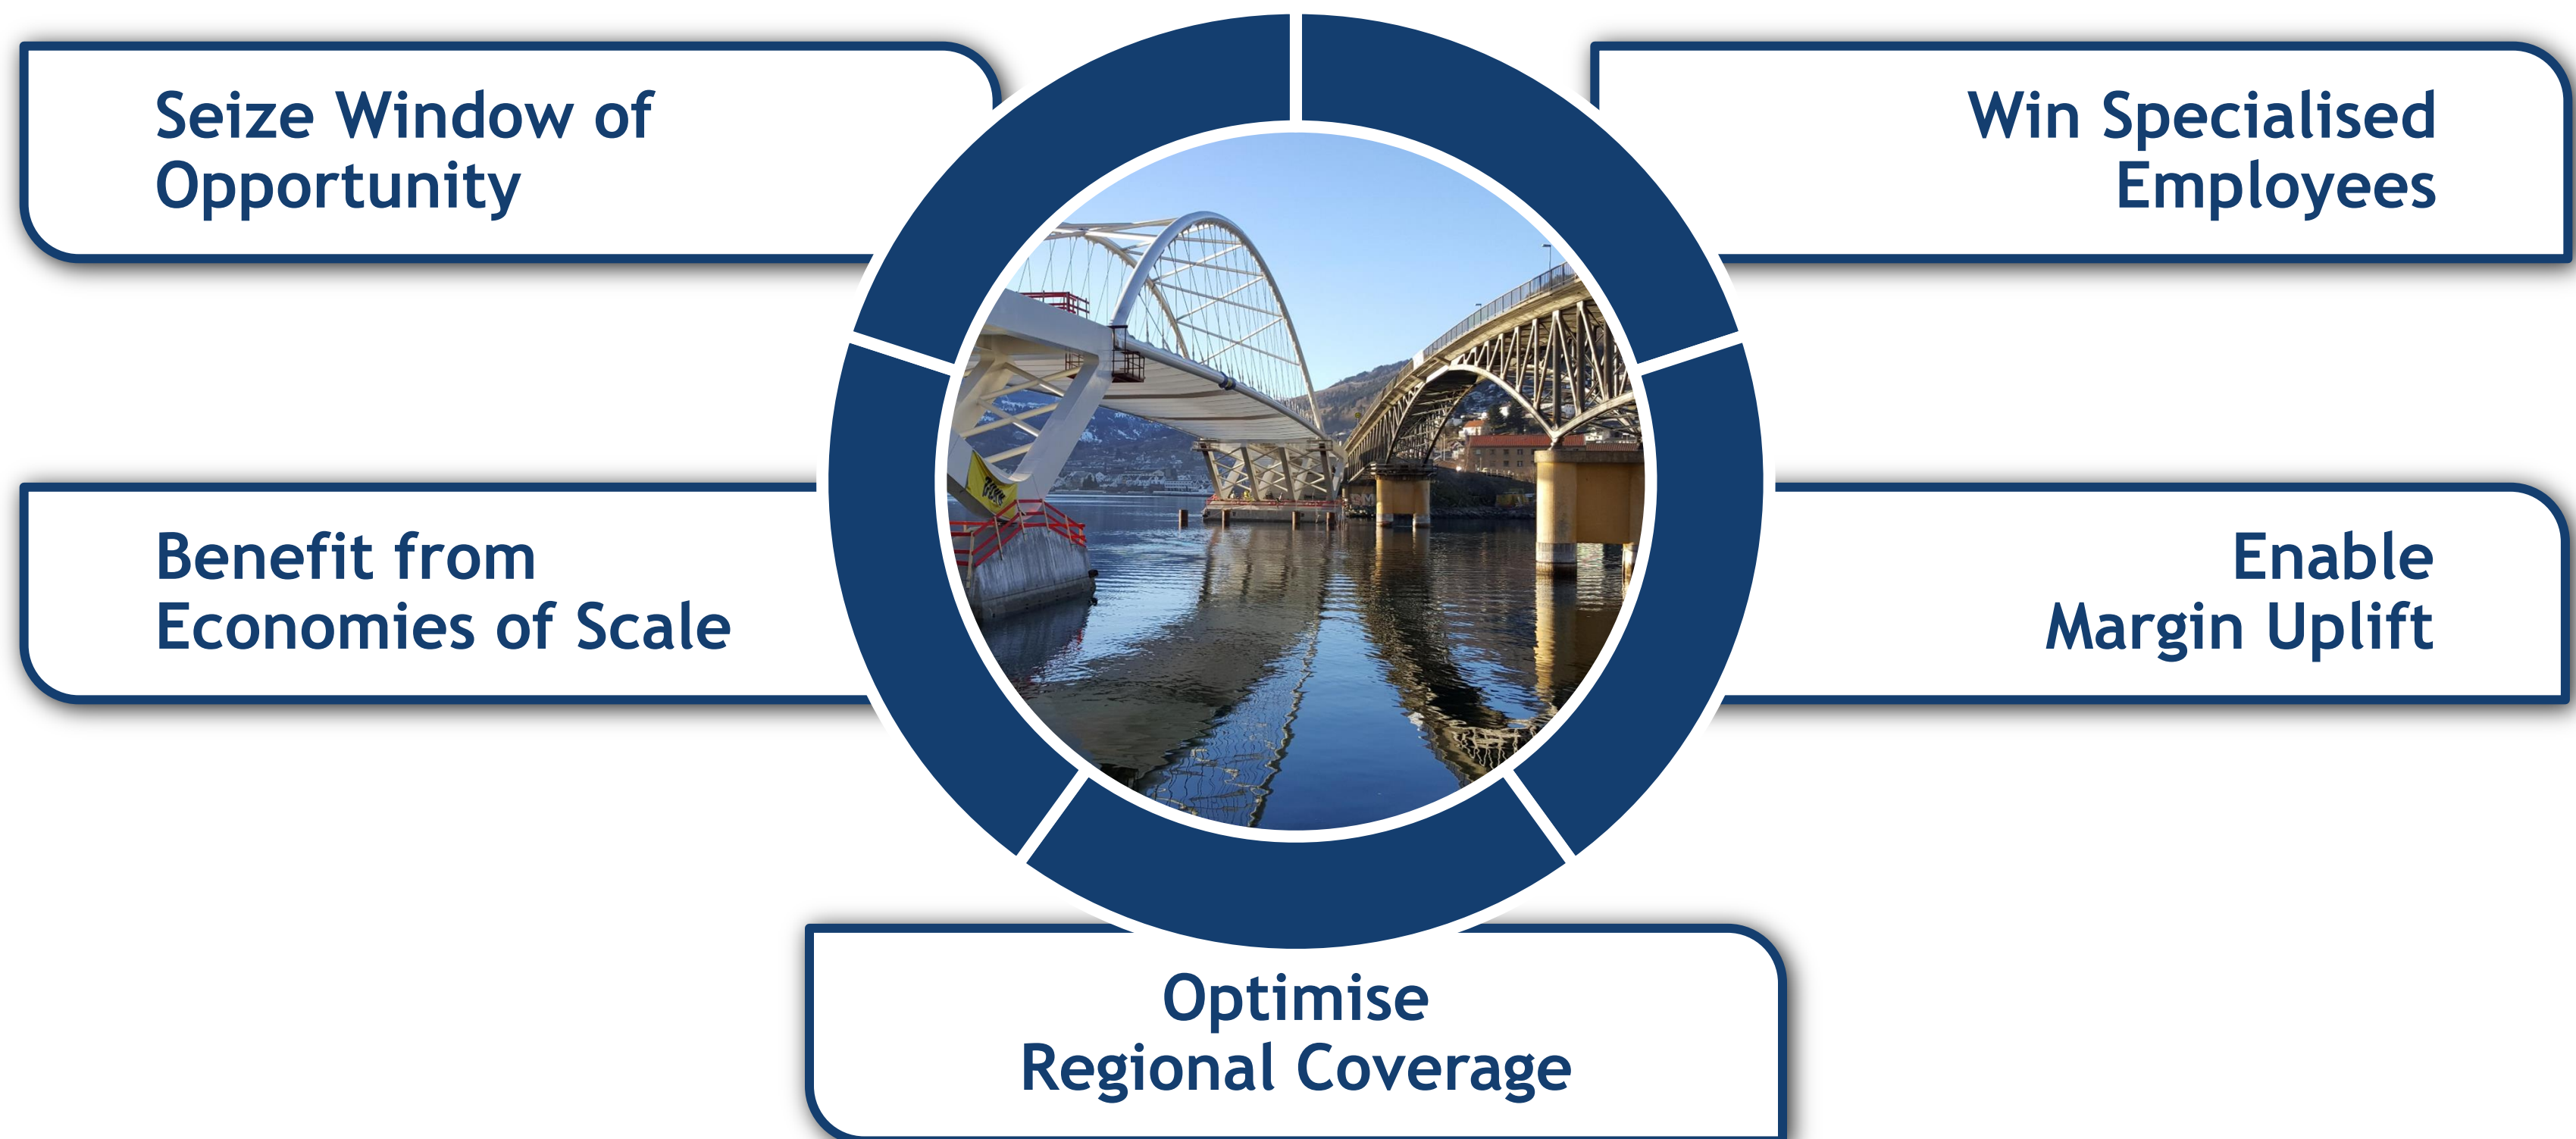 Seize Window of
Opportunity
Win Specialised
Employees
Benefit from
Economies of Scale
Enable
Margin Uplift
Optimise
Regional Coverage